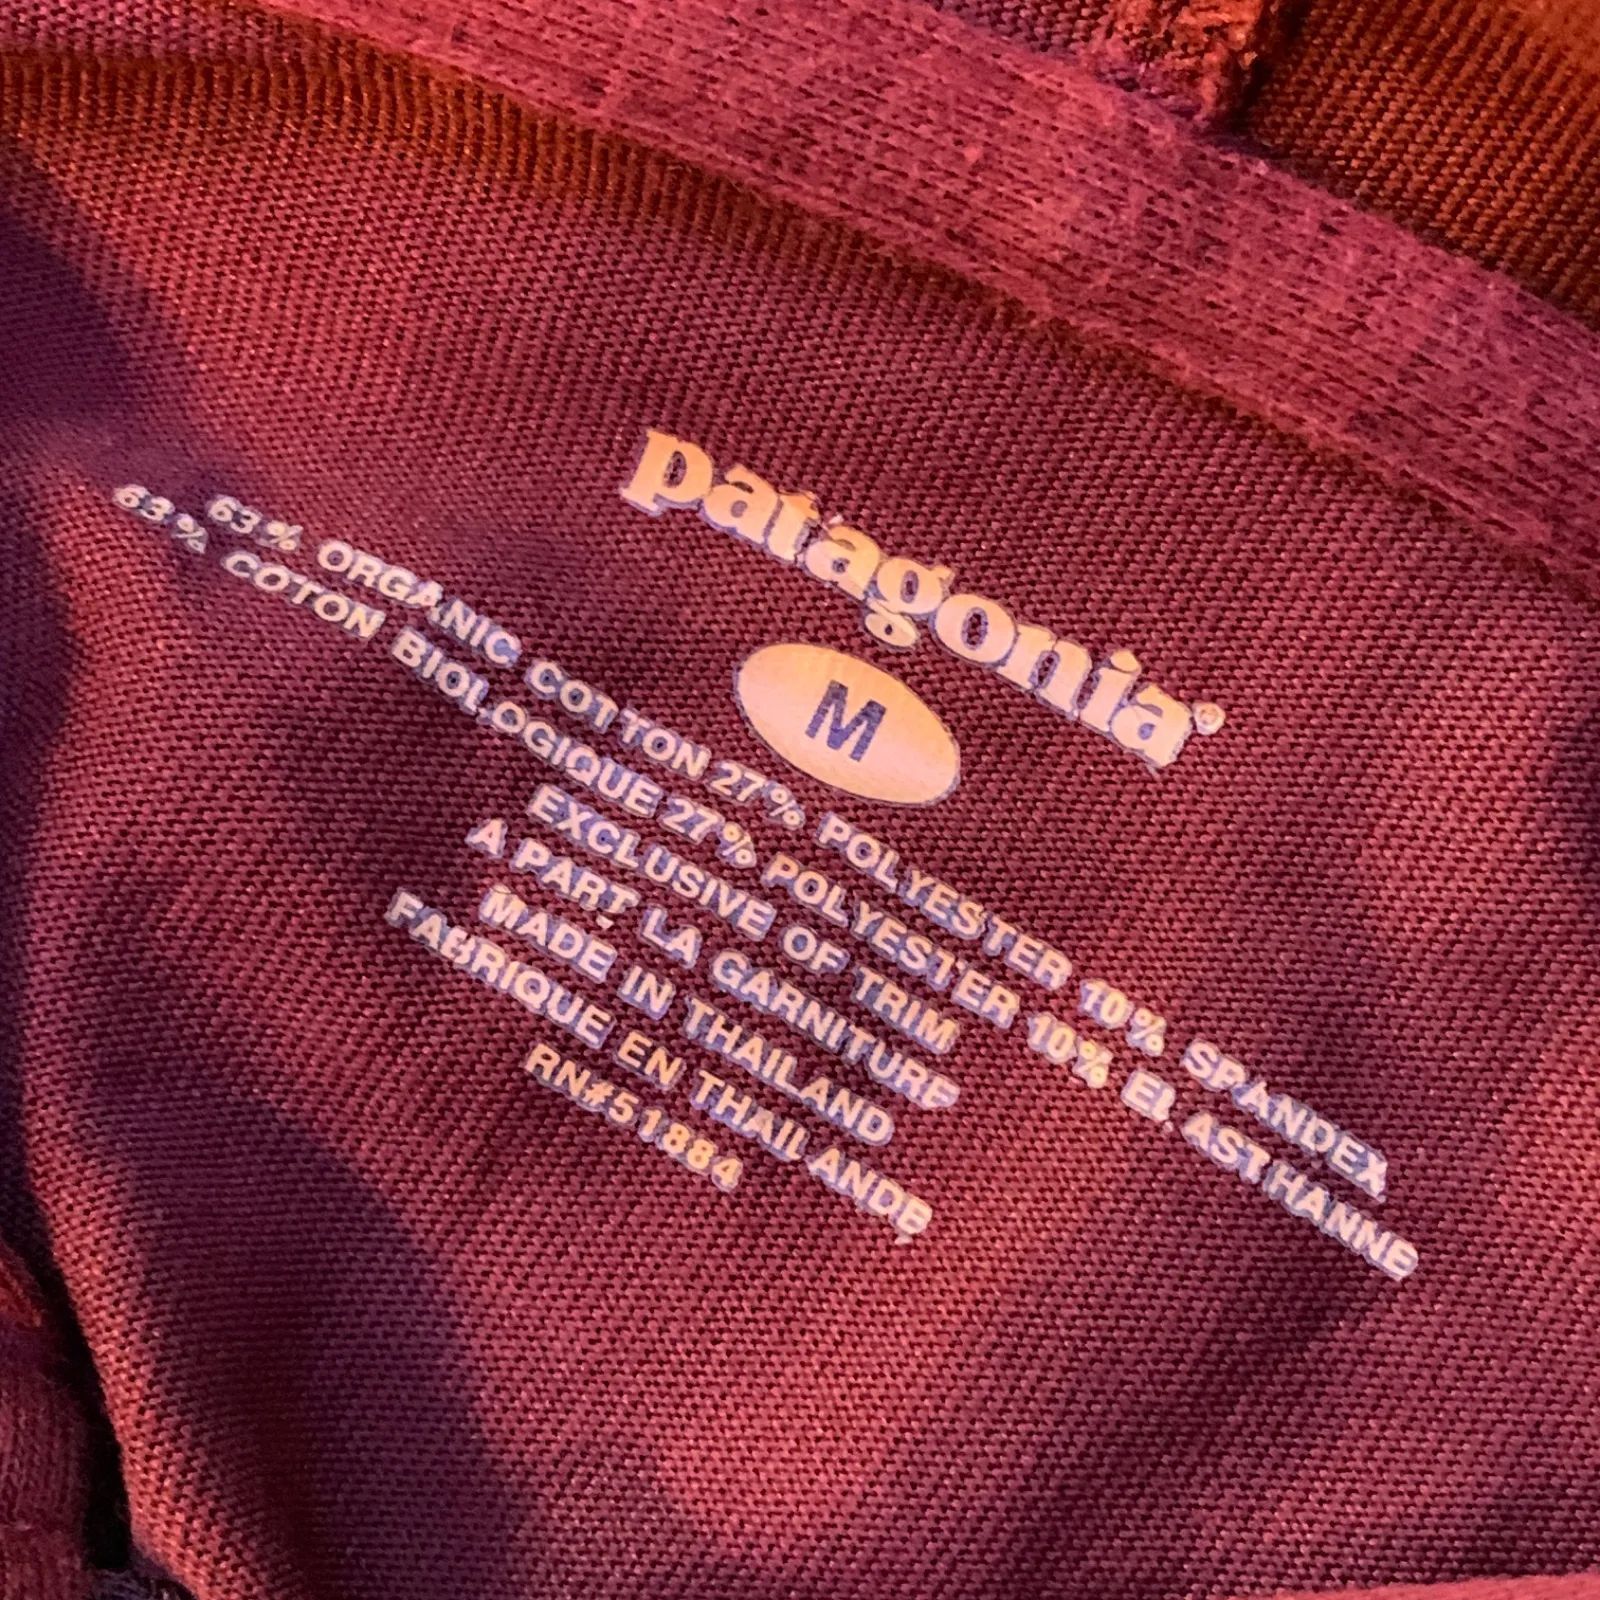 patagonia®
M
63% ORGANIC COTTON 27% POLYESTER 10% SPANDEX
63% COTON BIOLOGIQUE 27% POLYESTER 10% ELASTHANNE
EXCLUSIVE OF TRIM
A PART LA GARNITURE
MADE IN THAILAND
FABRIQUE EN THAILANDE
RN#51884